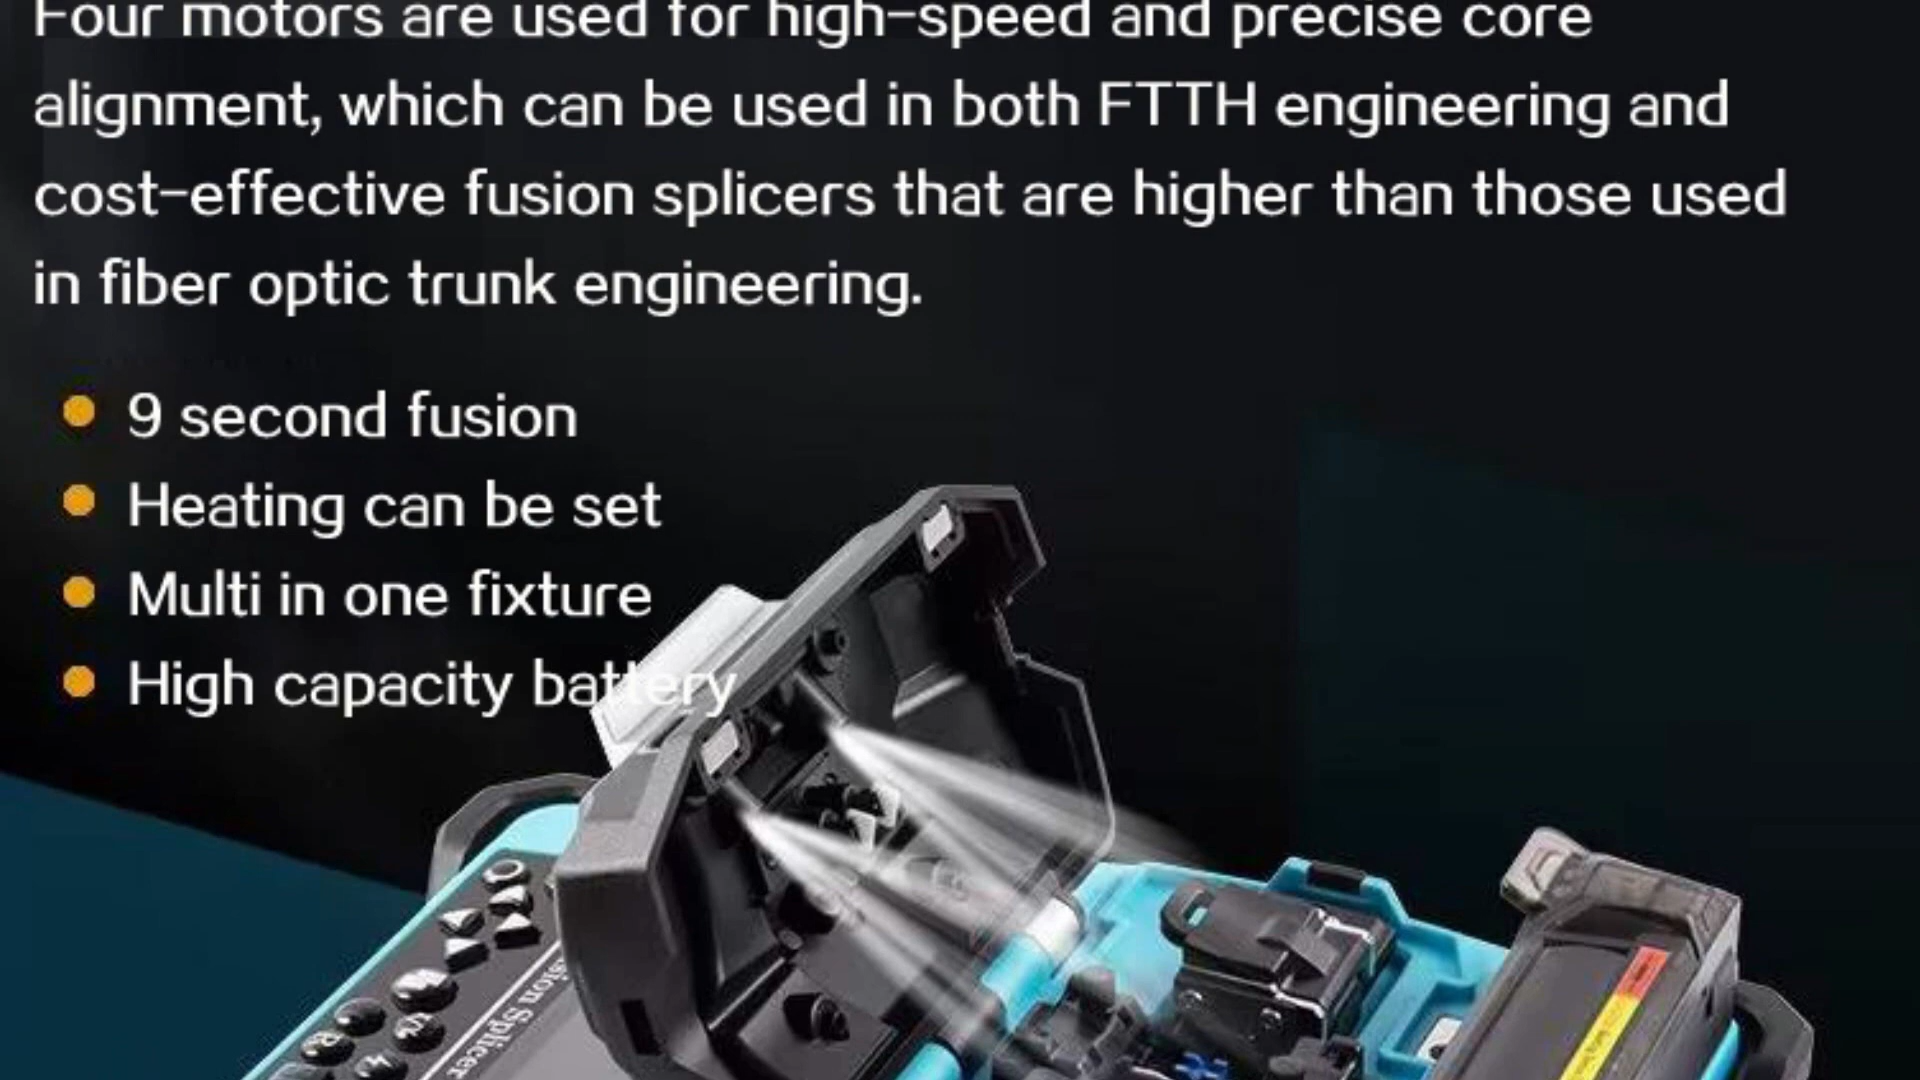 Four motors are used for high-speed and precise core
alignment, which can be used in both FTTH engineering and
cost-effective fusion splicers that are higher than those used
in fiber optic trunk engineering.
9 second fusion
Heating can be set
Multi in one fixture
High capacity battery
Splicer